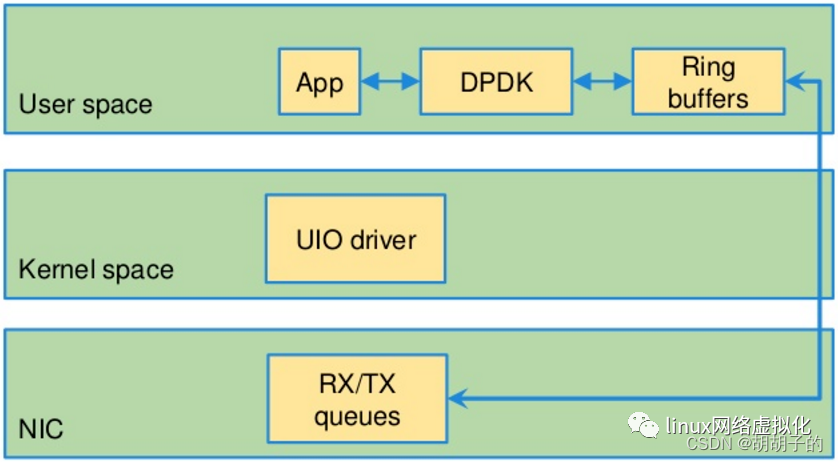 User space
App
DPDK
Ring
buffers
Kernel space
UIO driver
NIC
RX/TX
queues
linux网络虚拟化
CSDN @胡胡子的